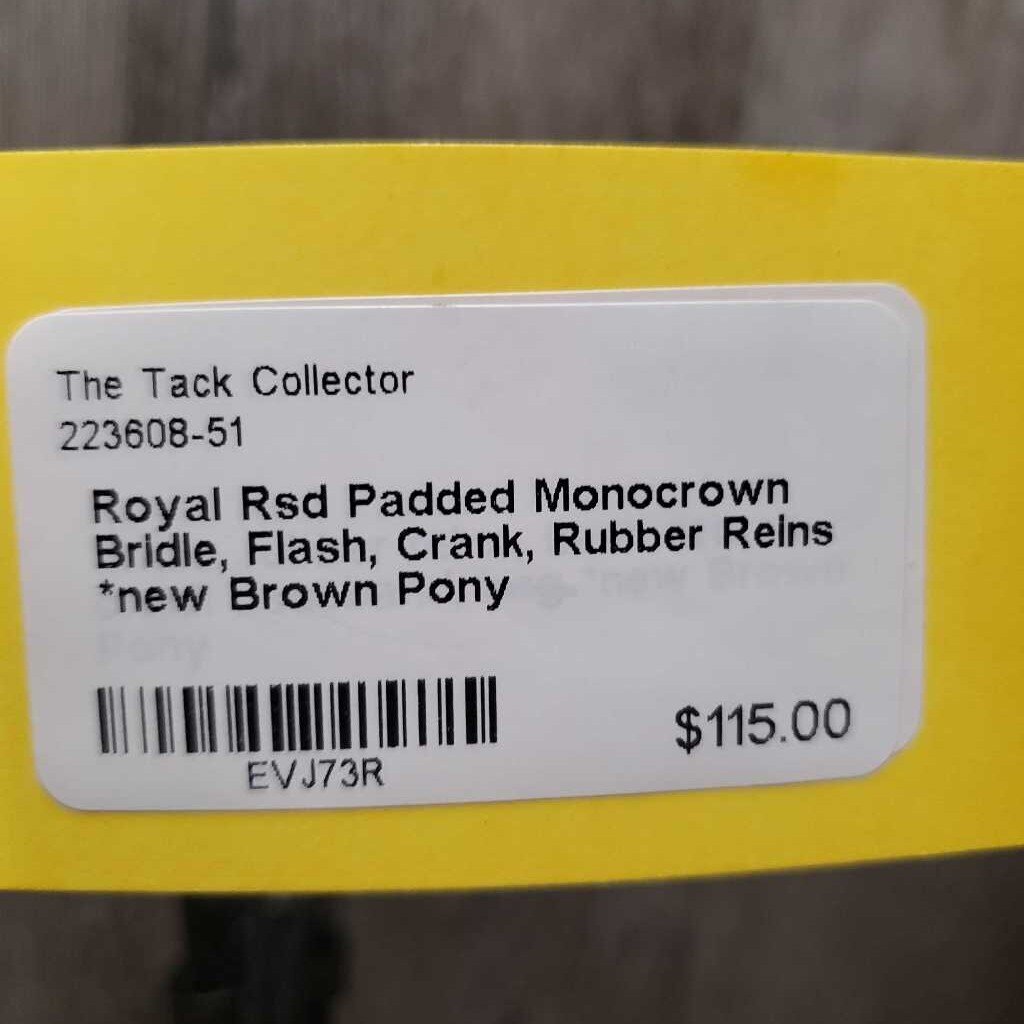 The Tack Collector
223608-51
Royal Rsd Padded Monocrown
Bridle, Flash, Crank, Rubber Reins
*new Brown Pony
Pony
EVJ73R
$115.00